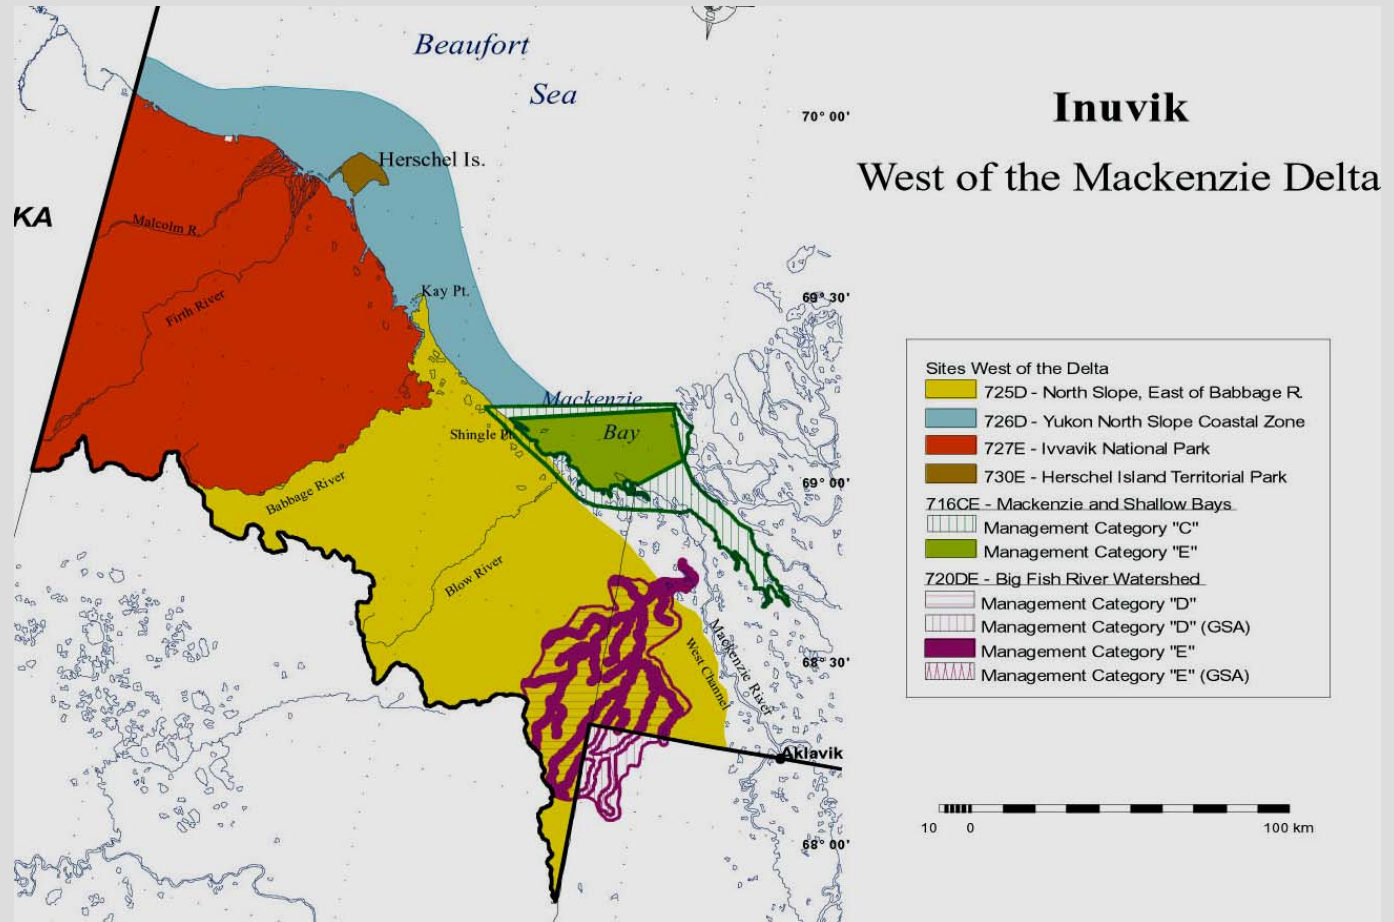 Beaufort
Sea
S
Inuvik
West of the Mackenzie Delta
70° 00'
Herschel Is.
KA
Malcolm R.
Firth River
Kay Pt.
69° 30'
Mackenzie
Bay
Shingle Pt.
69° 00'
Babbage River
Blow River
Mackenzie River
West Channel
68° 30'
Aklavik
68° 00'
Sites West of the Delta
725D - North Slope, East of Babbage R.
726D - Yukon North Slope Coastal Zone
727E - Ivvavik National Park
730E - Herschel Island Territorial Park
716CE - Mackenzie and Shallow Bays
Management Category "C"
Management Category "E"
720DE - Big Fish River Watershed
Management Category "D"
Management Category "D" (GSA)
Management Category "E"
Management Category "E" (GSA)
10 0 100 km